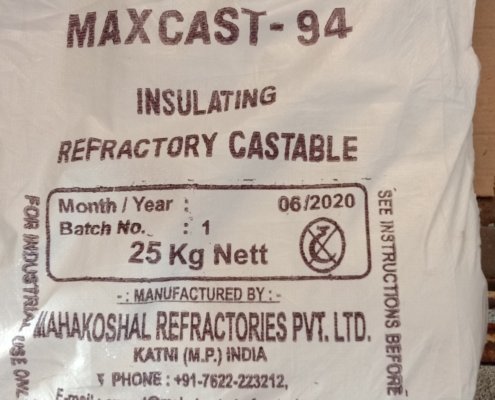 MAXCAST-94
INSULATING
REFRACTORY CASTABLE
Month / Year : 06/2020
Batch No. : 1
25 Kg Nett
-: MANUFACTURED BY :-
MAHAKOSHAL REFRACTORIES PVT. LTD.
KATNI (M.P.) INDIA
PHONE : +91-7622-223212,
FOR INDUSTRIAL USE ONLY
SEE INSTRUCTIONS BEFORE